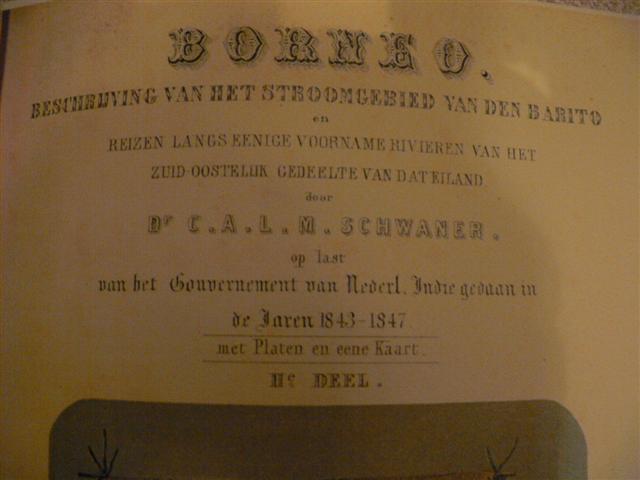 BORNEO.
BESCHRIJVING VAN HET STROOMGEBIED VAN DEN BARITO
en
REIZEN LANGS EENIGE VOORNAME RIVIEREN VAN HET
ZUID-OOSTELIJK GEDEELTE VAN DAT EILAND
door
Dr C.A.L.M. SCHWANER.
op last
van het Gouvernement van Nederl. Indie gedaan in
de Jaren 1843-1847
met Platen en eene Kaart.
IIe DEEL.